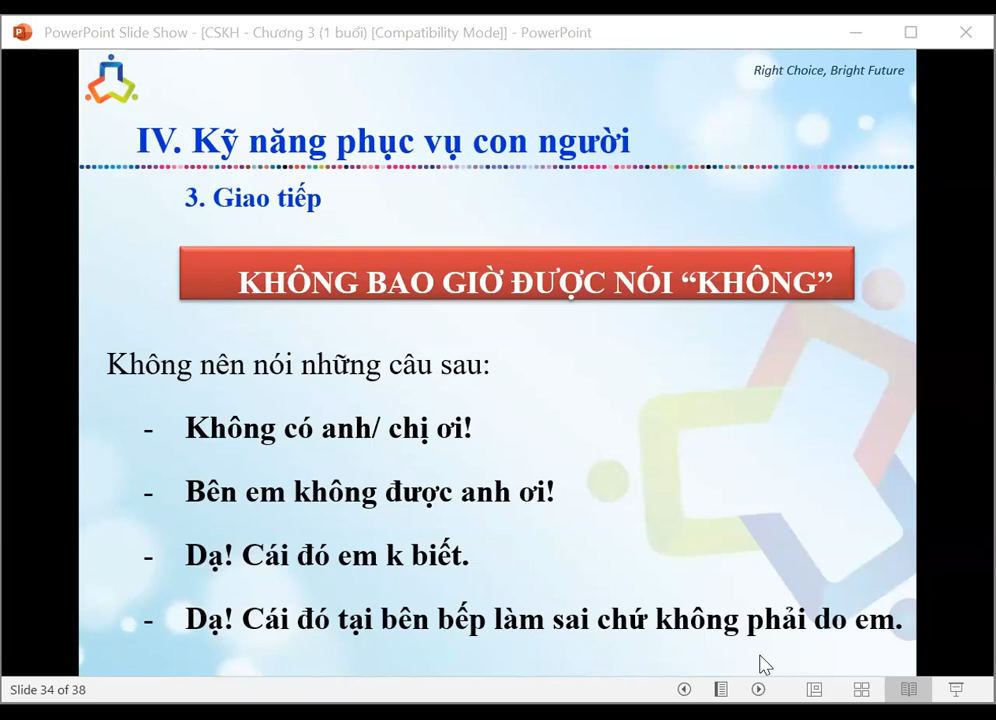 PowerPoint Slide Show - [CSKH - Chương 3 (1 buổi) [Compatibility Mode]] - PowerPoint
Right Choice, Bright Future
IV. Kỹ năng phục vụ con người
3. Giao tiếp
KHÔNG BAO GIỜ ĐƯỢC NÓI “KHÔNG”
Không nên nói những câu sau:
- Không có anh/ chị ơi!
- Bên em không được anh ơi!
- Dạ! Cái đó em k biết.
- Dạ! Cái đó tại bên bếp làm sai chứ không phải do em.
Slide 34 of 38